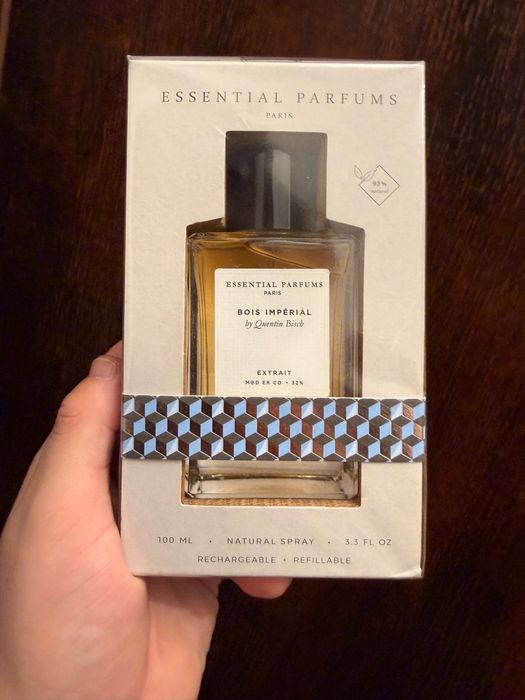 ESSENTIAL PARFUMS
PARIS
93%
natural
ESSENTIAL PARFUMS
PARIS
BOIS IMPÉRIAL
by Quentin Bisch
EXTRAIT
MOD EX CO • 32%
100 ML • NATURAL SPRAY • 3.3 FL OZ
RECHARGEABLE • REFILLABLE